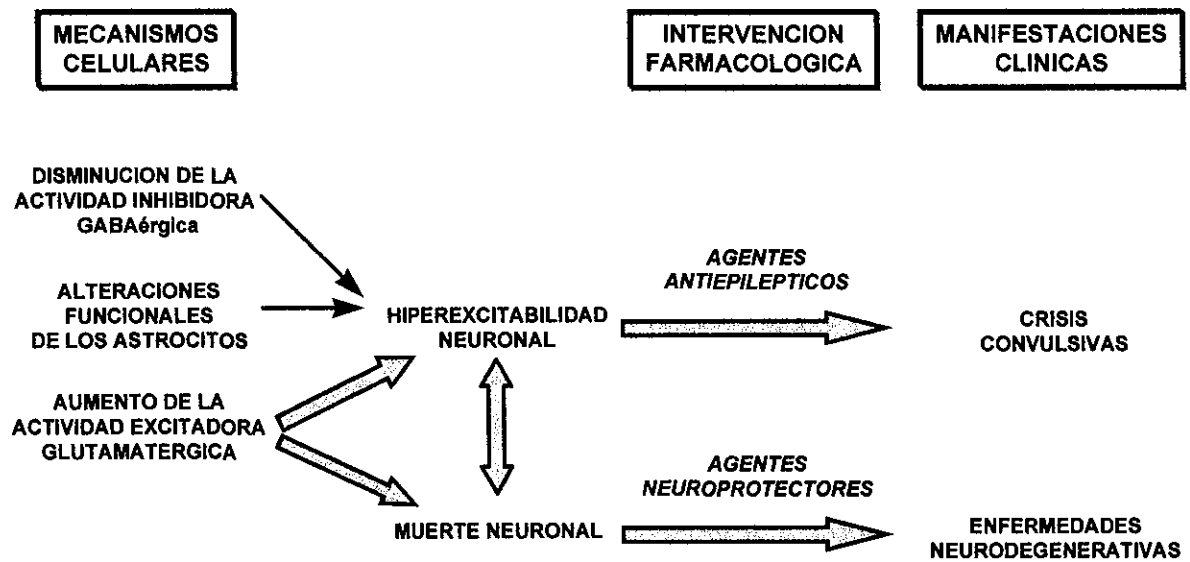 MECANISMOS
CELULARES
INTERVENCION
FARMACOLOGICA
MANIFESTACIONES
CLINICAS
DISMINUCION DE LA
ACTIVIDAD INHIBIDORA
GABAérgica
ALTERACIONES
FUNCIONALES
DE LOS ASTROCITOS
AUMENTO DE LA
ACTIVIDAD EXCITADORA
GLUTAMATERGICA
HIPEREXCITABILIDAD
NEURONAL
MUERTE NEURONAL
AGENTES
ANTIEPILEPTICOS
AGENTES
NEUROPROTECTORES
CRISIS
CONVULSIVAS
ENFERMEDADES
NEURODEGENERATIVAS